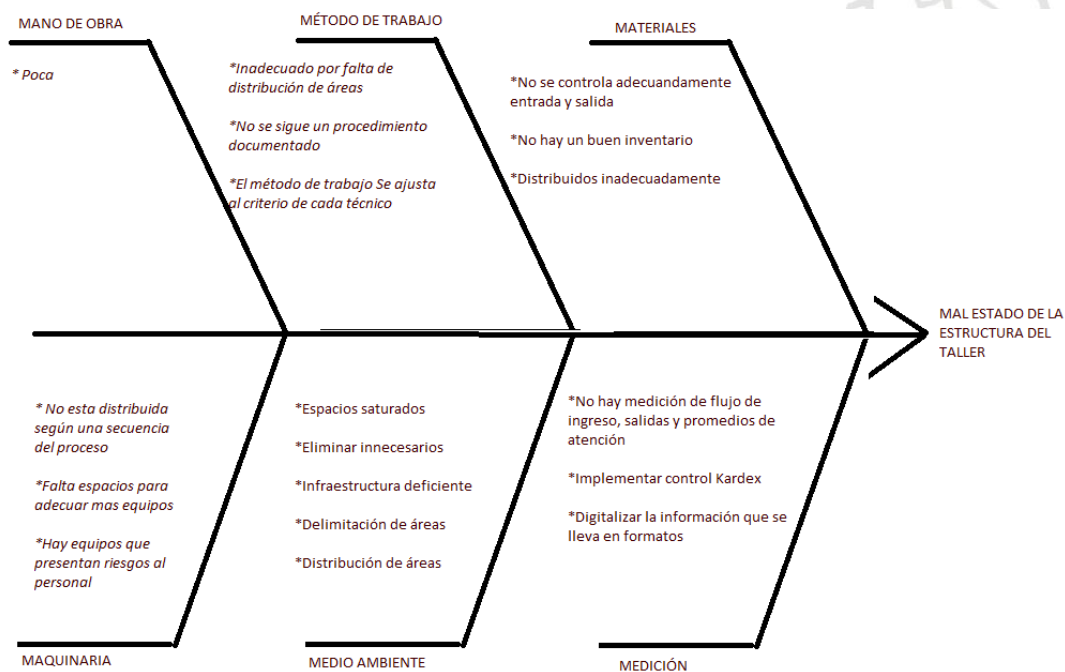 MANO DE OBRA
* Poca
MÉTODO DE TRABAJO
*Inadecuado por falta de
distribución de áreas
*No se sigue un procedimiento
documentado
*El método de trabajo Se ajusta
al criterio de cada técnico
MATERIALES
*No se controla adecuandamente
entrada y salida
*No hay un buen inventario
*Distribuidos inadecuadamente
MAL ESTADO DE LA
ESTRUCTURA DEL
TALLER
* No esta distribuida
según una secuencia
del proceso
*Falta espacios para
adecuar mas equipos
*Hay equipos que
presentan riesgos al
personal
MAQUINARIA
*Espacios saturados
*Eliminar innecesarios
*Infraestructura deficiente
*Delimitación de áreas
*Distribución de áreas
MEDIO AMBIENTE
*No hay medición de flujo de
ingreso, salidas y promedios de
atención
*Implementar control Kardex
*Digitalizar la información que se
lleva en formatos
MEDICIÓN